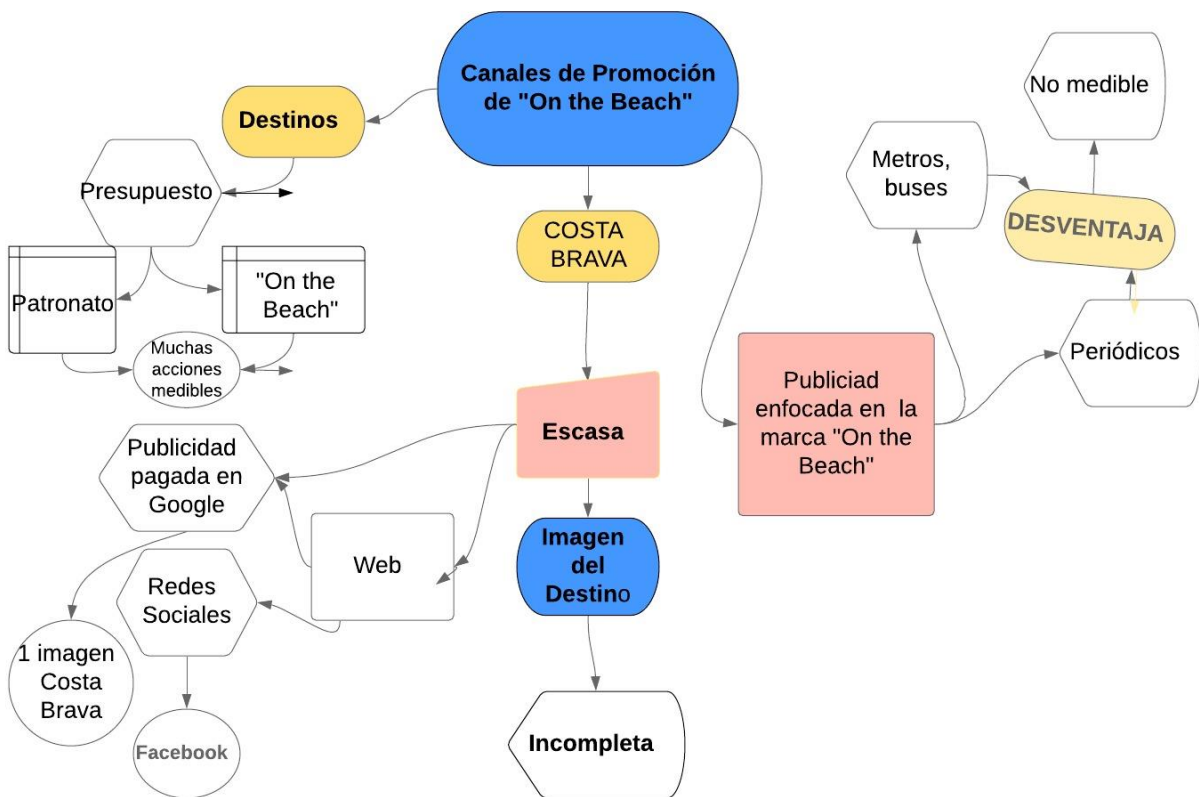 Canales de Promoción
de "On the Beach"
Destinos
Presupuesto
Patronato
"On the
Beach"
Muchas
acciones
medibles
COSTA
BRAVA
Escasa
Publicidad
pagada en
Google
Web
Redes
Sociales
1 imagen
Costa
Brava
Facebook
Imagen
del
Destino
Incompleta
Publiciad
enfocada en la
marca "On the
Beach"
Metros,
buses
Periódicos
DESVENTAJA
No medible